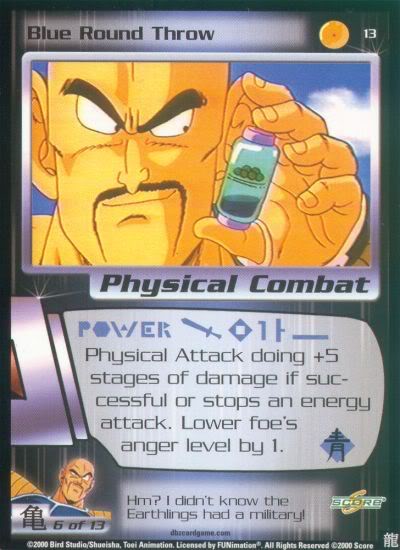 Blue Round Throw 13
Physical Combat
POWER
Physical Attack doing +5
stages of damage if suc-
cessful or stops an energy
attack. Lower foe's
anger level by 1.
青
Hm? I didn't know the
Earthlings had a military!
亀 6 of 13
SCORE
dbzcardgame.com
©2000 Bird Studio/Shueisha, Toei Animation. Licensed by FUNimation®. All Rights Reserved ©2000 Score
龍